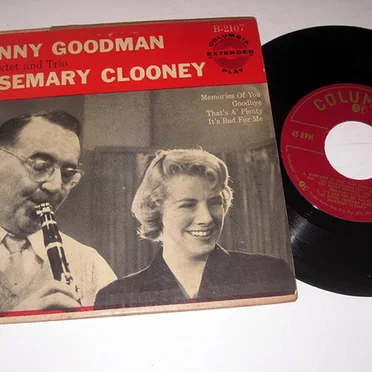 NNY GOODMAN
B-2107
xtet and Trio
SEMARY CLOONEY
COLUMBIA
EXTENDED
PLAY
Memories Of You
Goodbye
That's A' Plenty
It's Bad For Me
COLUM
45 RPM